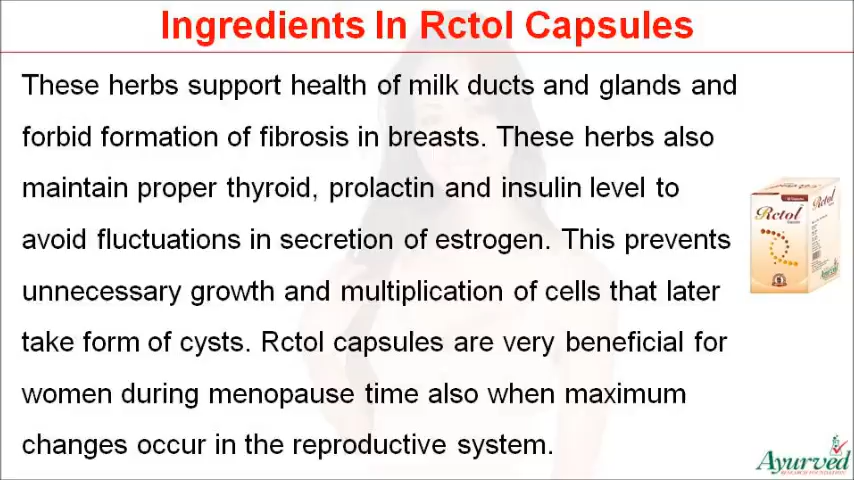 Ingredients In Rctol Capsules
These herbs support health of milk ducts and glands and
forbid formation of fibrosis in breasts. These herbs also
maintain proper thyroid, prolactin and insulin level to
avoid fluctuations in secretion of estrogen. This prevents
unnecessary growth and multiplication of cells that later
take form of cysts. Rctol capsules are very beneficial for
women during menopause time also when maximum
changes occur in the reproductive system.
Rctol
Rctol
Ayurved